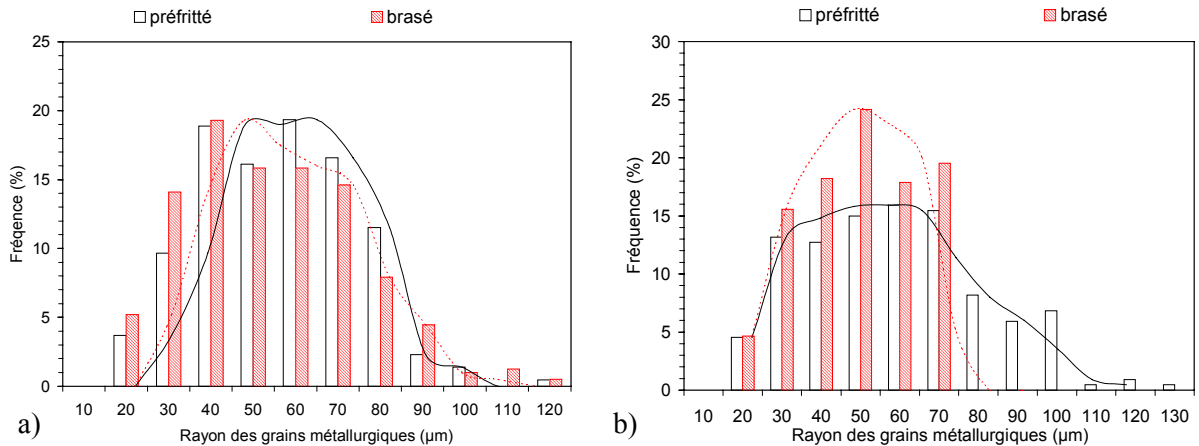 préfritté
brasé
25
20
15
10
5
0
Fréqence (%)
10 20 30 40 50 60 70 80 90 100 110 120
Rayon des grains métallurgiques (µm)
a)
préfritté
brasé
30
25
20
15
10
5
0
Fréquence (%)
10 20 30 40 50 60 70 80 90 100 110 120 130
Rayon des grains métallurgiques (µm)
b)